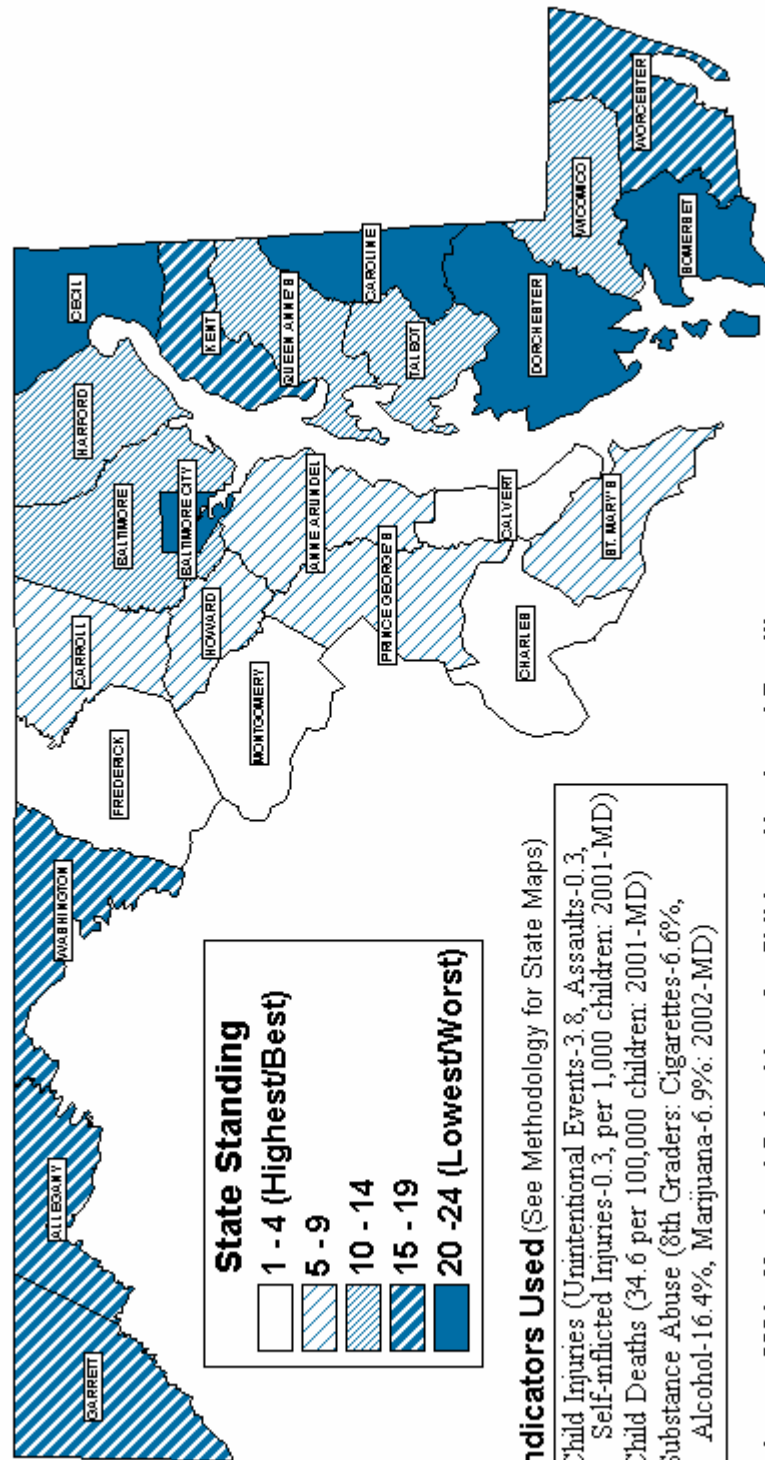 GARRETT
ALLEGANY
WASHINGTON
FREDERICK
CARROLL
BALTIMORE
HARFORD
CECIL
HOWARD
BALTIMORE CITY
KENT
MONTGOMERY
ANNE ARUNDEL
QUEEN ANNE'S
PRINCE GEORGE'S
CAROLINE
TALBOT
CHARLES
CALVERT
DORCHESTER
ST. MARY'S
WICOMICO
SOMERSET
WORCESTER
State Standing
1 - 4 (Highest/Best)
5 - 9
10 - 14
15 - 19
20 -24 (Lowest/Worst)
ndicators Used (See Methodology for State Maps)
Child Injuries (Unintentional Events-3.8, Assaults-0.3,
Self-inflicted Injuries-0.3, per 1,000 children: 2001-MD)
Child Deaths (34.6 per 100,000 children: 2001-MD)
Substance Abuse (8th Graders: Cigarettes-6.6%,
Alcohol-16.4%, Marijuana-6.9%: 2002-MD)